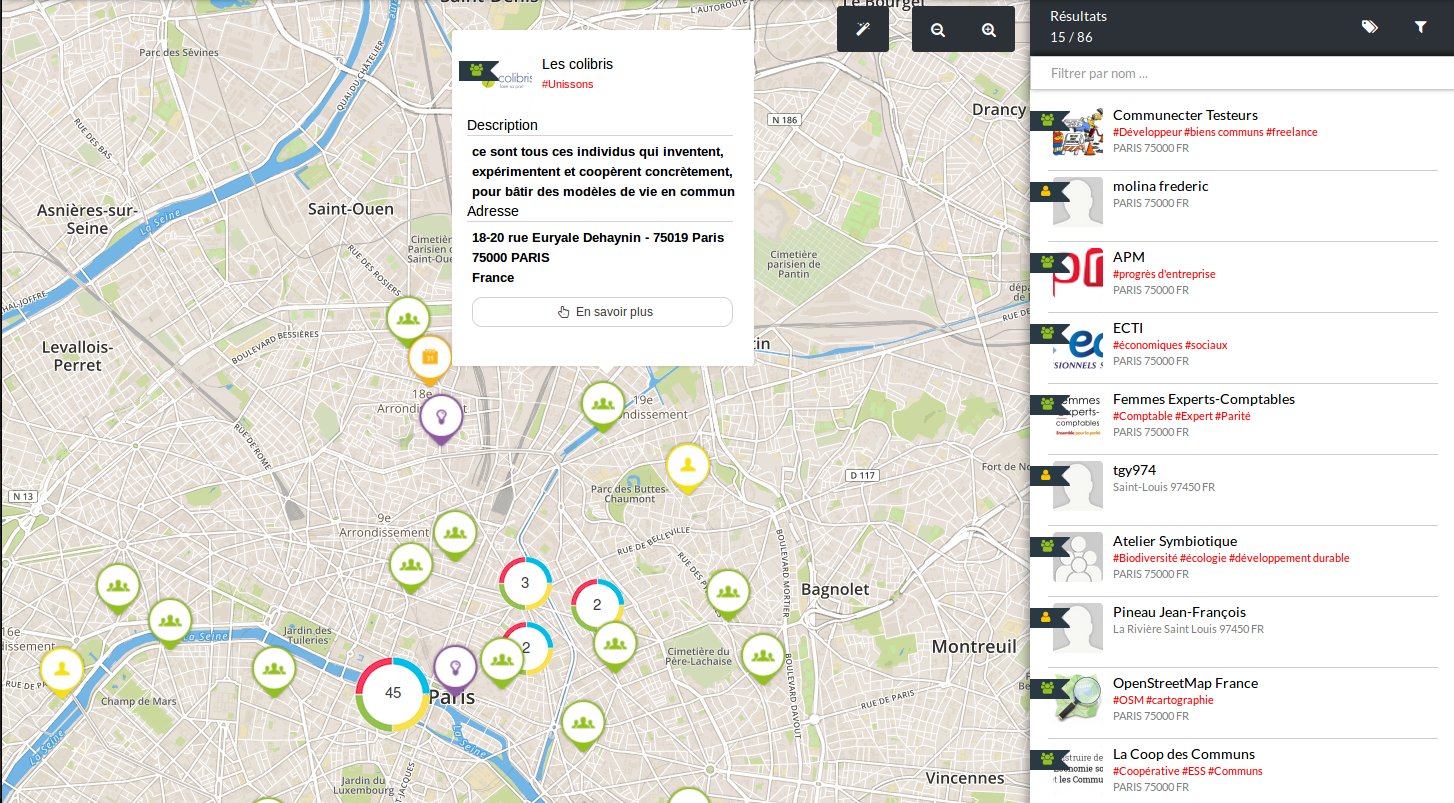 Saint-Denis
Le Bourget
L'AUTOROUTE
Parc des Sévines
QUAI DU CHÂTELIER
RUE DES BAS
N 186
Drancy
Asnières-sur-
Seine
La Seine
Saint-Ouen
Cimetière
parisien de
Pantin
RUE DES ROSIERS
Levallois-
Perret
BOULEVARD BESSIÈRES
18e
19e
RUE DE ROME
N 13
Parc des Buttes-
Chaumont
D 117
9e
Arrondissement
RUE DE BELLEVILLE
BOULEVARD MORTIER
Bagnolet
3
2
2
45
16e
La Seine
Jardin des
Tuileries
Cimetière du
Père-Lachaise
Montreuil
Champ de Mars
Paris
BOULEVARD DAVOUT
RUE DE PARIS
La Seine
La Seine
Jardin du
Luxembourg
Vincennes
colibris
Les colibris
#Unissons
Description
ce sont tous ces individus qui inventent,
expérimentent et coopèrent concrètement,
pour bâtir des modèles de vie en commun
Adresse
18-20 rue Euryale Dehaynin - 75019 Paris
75000 PARIS
France
En savoir plus
Résultats
15 / 86
Filtrer par nom ...
Communecter Testeurs
#Développeur #biens communs #freelance
PARIS 75000 FR
molina frederic
PARIS 75000 FR
APM
#progrès d'entreprise
PARIS 75000 FR
ECTI
#économiques #sociaux
PARIS 75000 FR
Femmes Experts-Comptables
#Comptable #Expert #Parité
PARIS 75000 FR
tgy974
Saint-Louis 97450 FR
Atelier Symbiotique
#Biodiversité #écologie #développement durable
PARIS 75000 FR
Pineau Jean-François
La Rivière Saint Louis 97450 FR
OpenStreetMap France
#OSM #cartographie
PARIS 75000 FR
La Coop des Communs
#Coopérative #ESS #Communs
PARIS 75000 FR